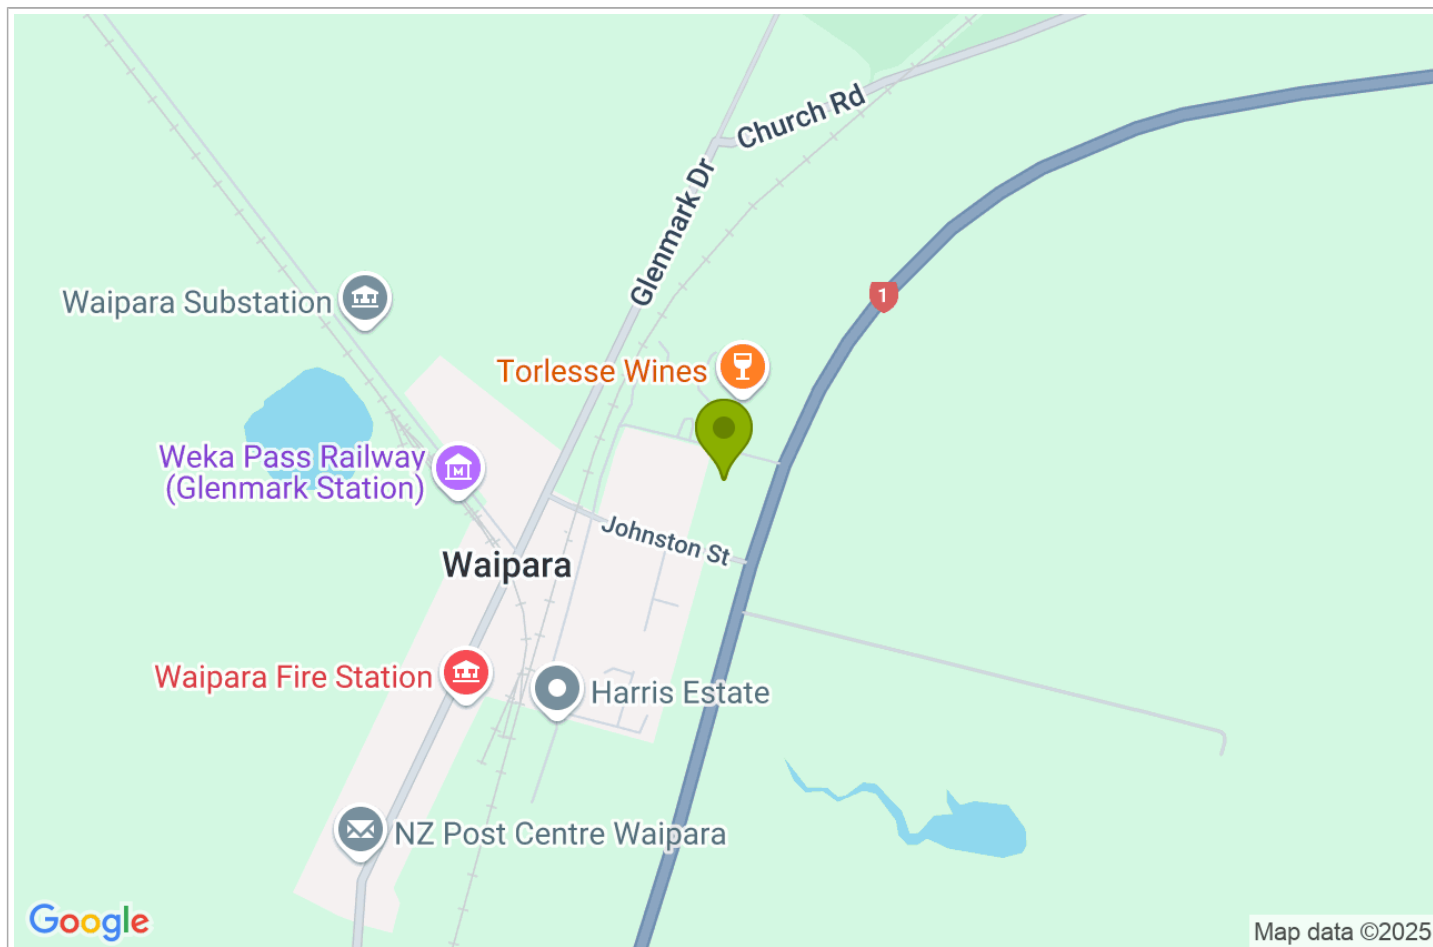 Church Rd
Glenmark Dr
1
Waipara Substation
Torlesse Wines
Weka Pass Railway
(Glenmark Station)
M
Johnston St
Waipara
Waipara Fire Station
Harris Estate
NZ Post Centre Waipara
Google
Map data ©2025